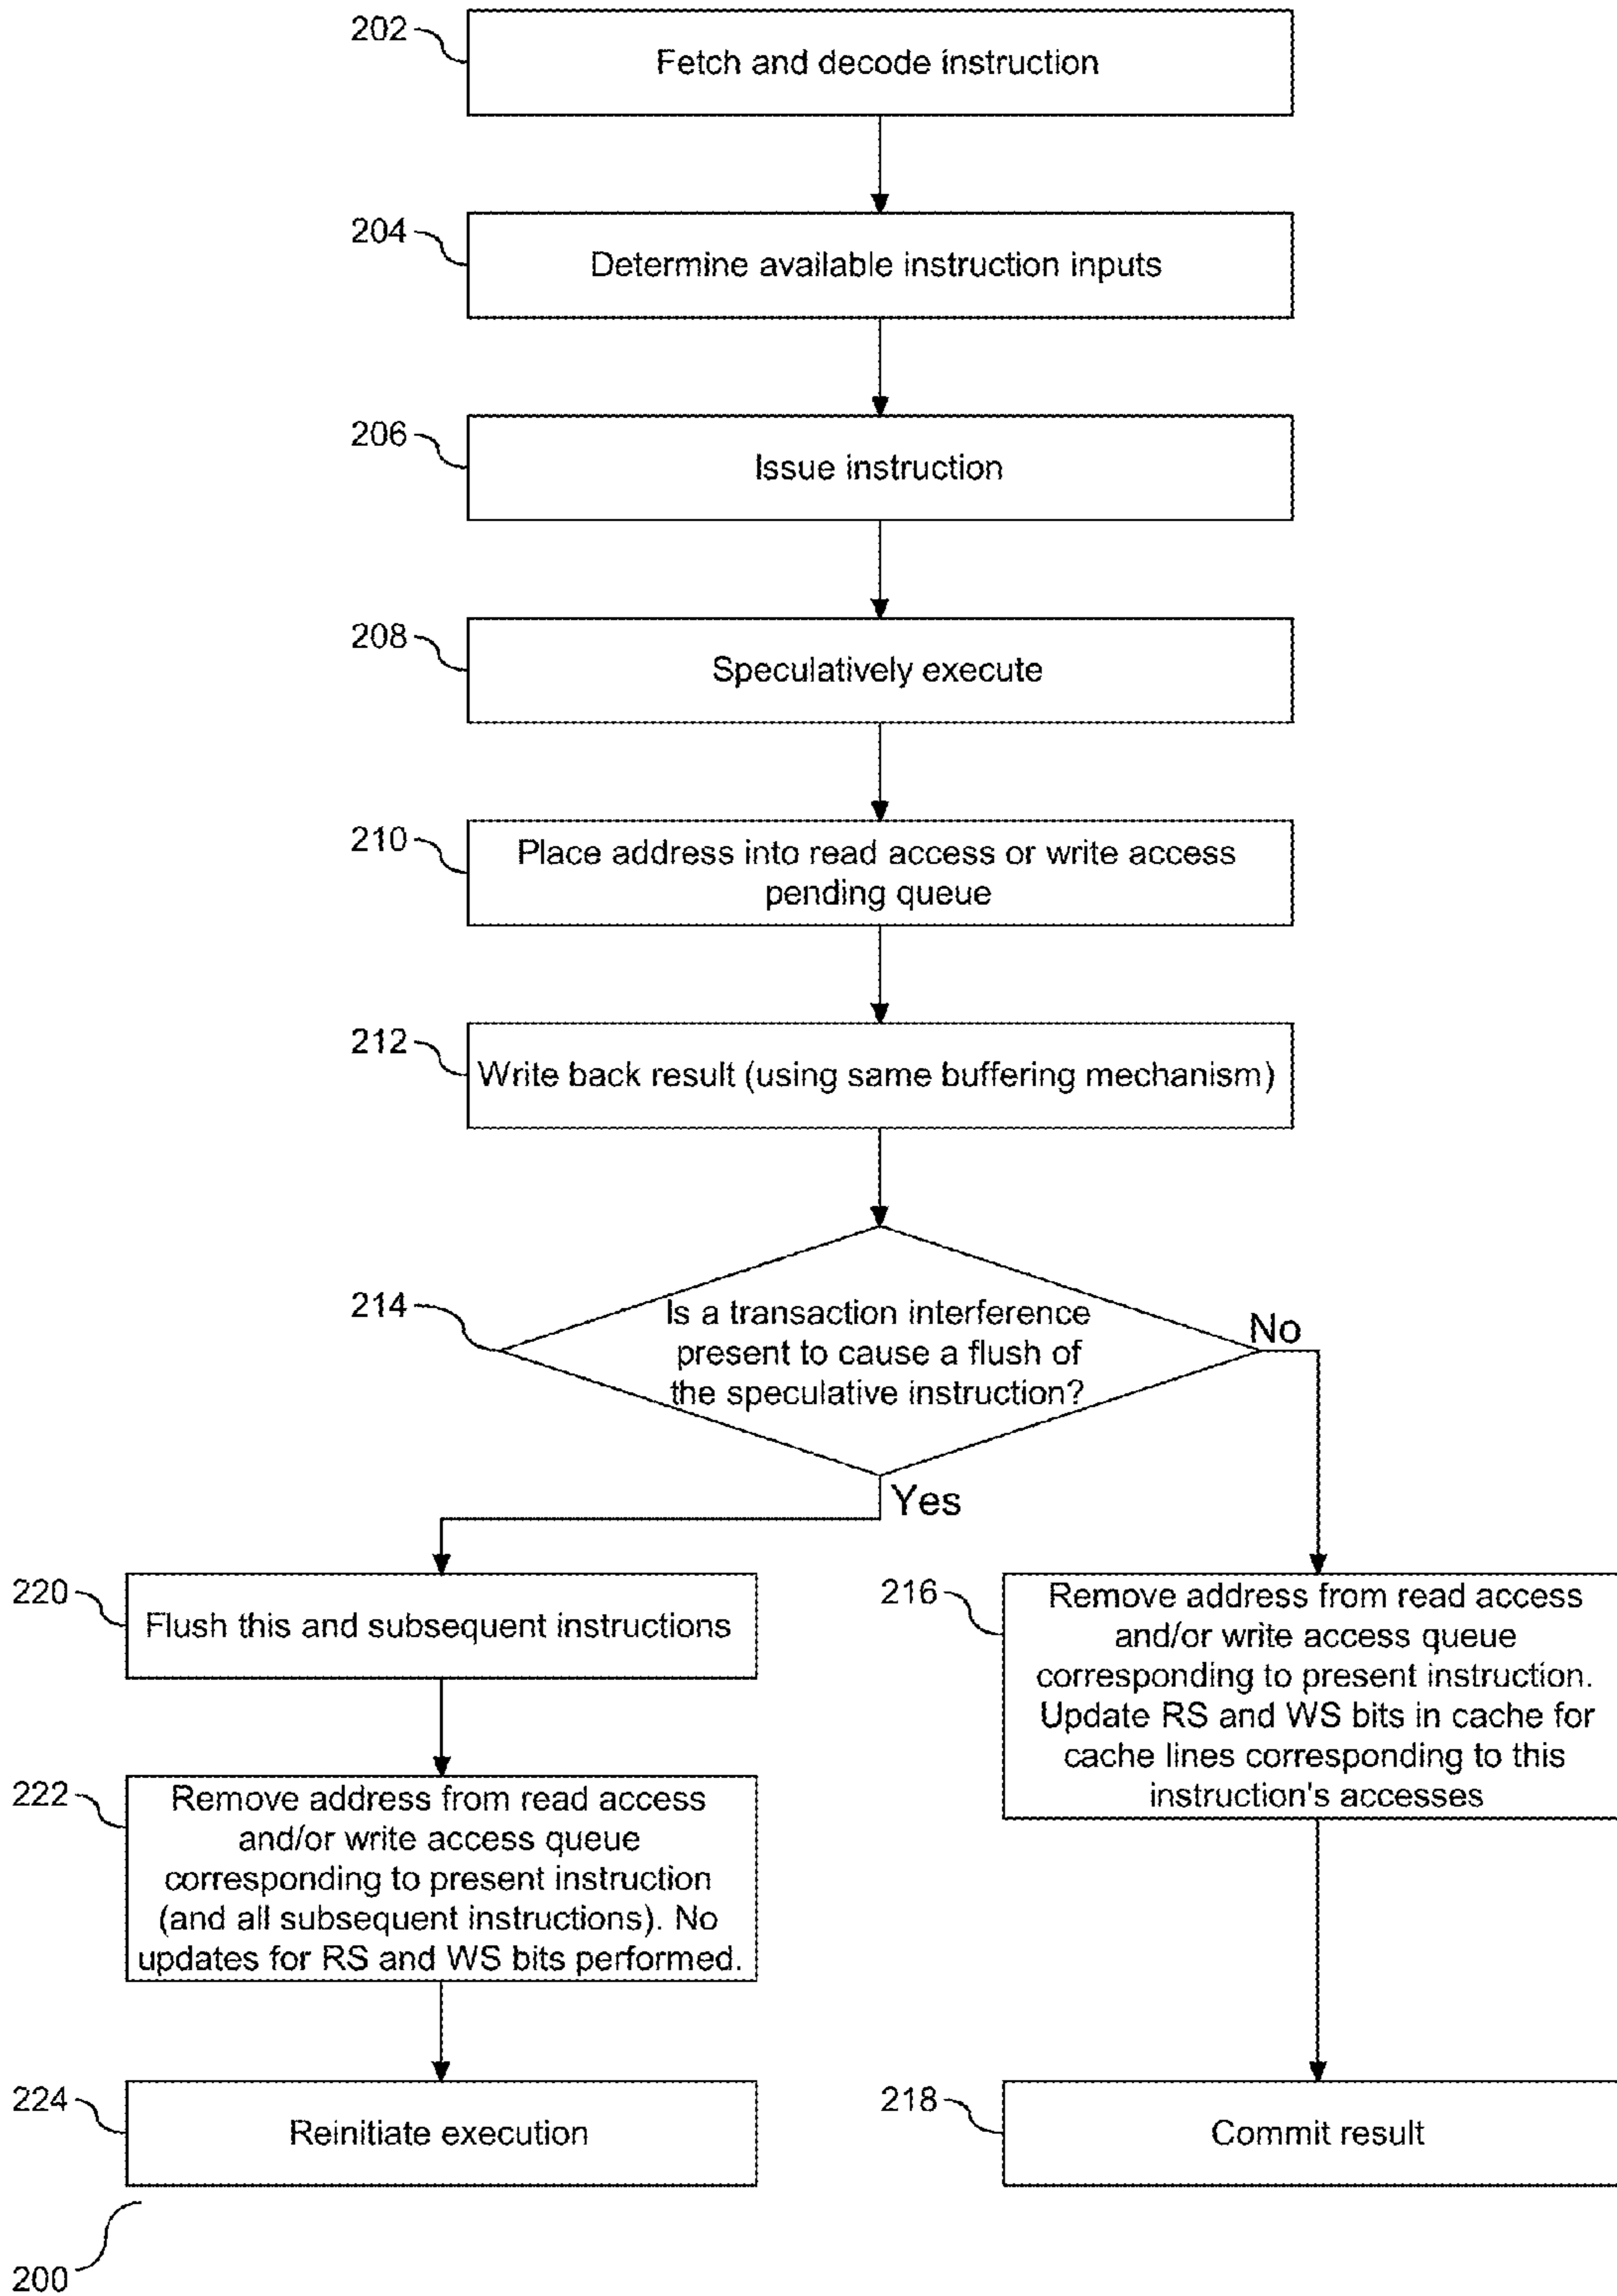 202
Fetch and decode instruction
204
Determine available instruction inputs
206
Issue instruction
208
Speculatively execute
210
Place address into read access or write access
pending queue
212
Write back result (using same buffering mechanism)
214
Is a transaction interference
present to cause a flush of
the speculative instruction?
No
Yes
220
Flush this and subsequent instructions
216
Remove address from read access
and/or write access queue
corresponding to present instruction.
Update RS and WS bits in cache for
cache lines corresponding to this
instruction's accesses
222
Remove address from read access
and/or write access queue
corresponding to present instruction
(and all subsequent instructions). No
updates for RS and WS bits performed.
224
Reinitiate execution
218
Commit result
200